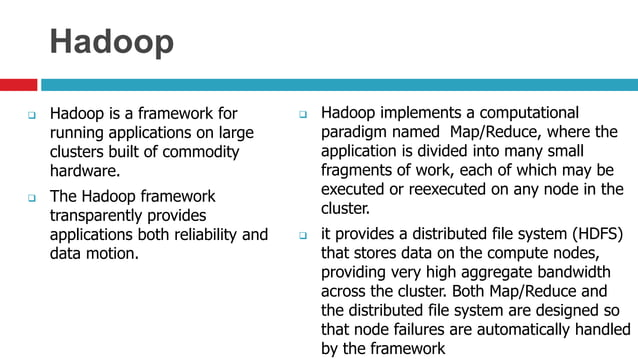 Hadoop
Hadoop is a framework for
running applications on large
clusters built of commodity
hardware.
The Hadoop framework
transparently provides
applications both reliability and
data motion.
Hadoop implements a computational
paradigm named Map/Reduce, where the
application is divided into many small
fragments of work, each of which may be
executed or reexecuted on any node in the
cluster.
it provides a distributed file system (HDFS)
that stores data on the compute nodes,
providing very high aggregate bandwidth
across the cluster. Both Map/Reduce and
the distributed file system are designed so
that node failures are automatically handled
by the framework